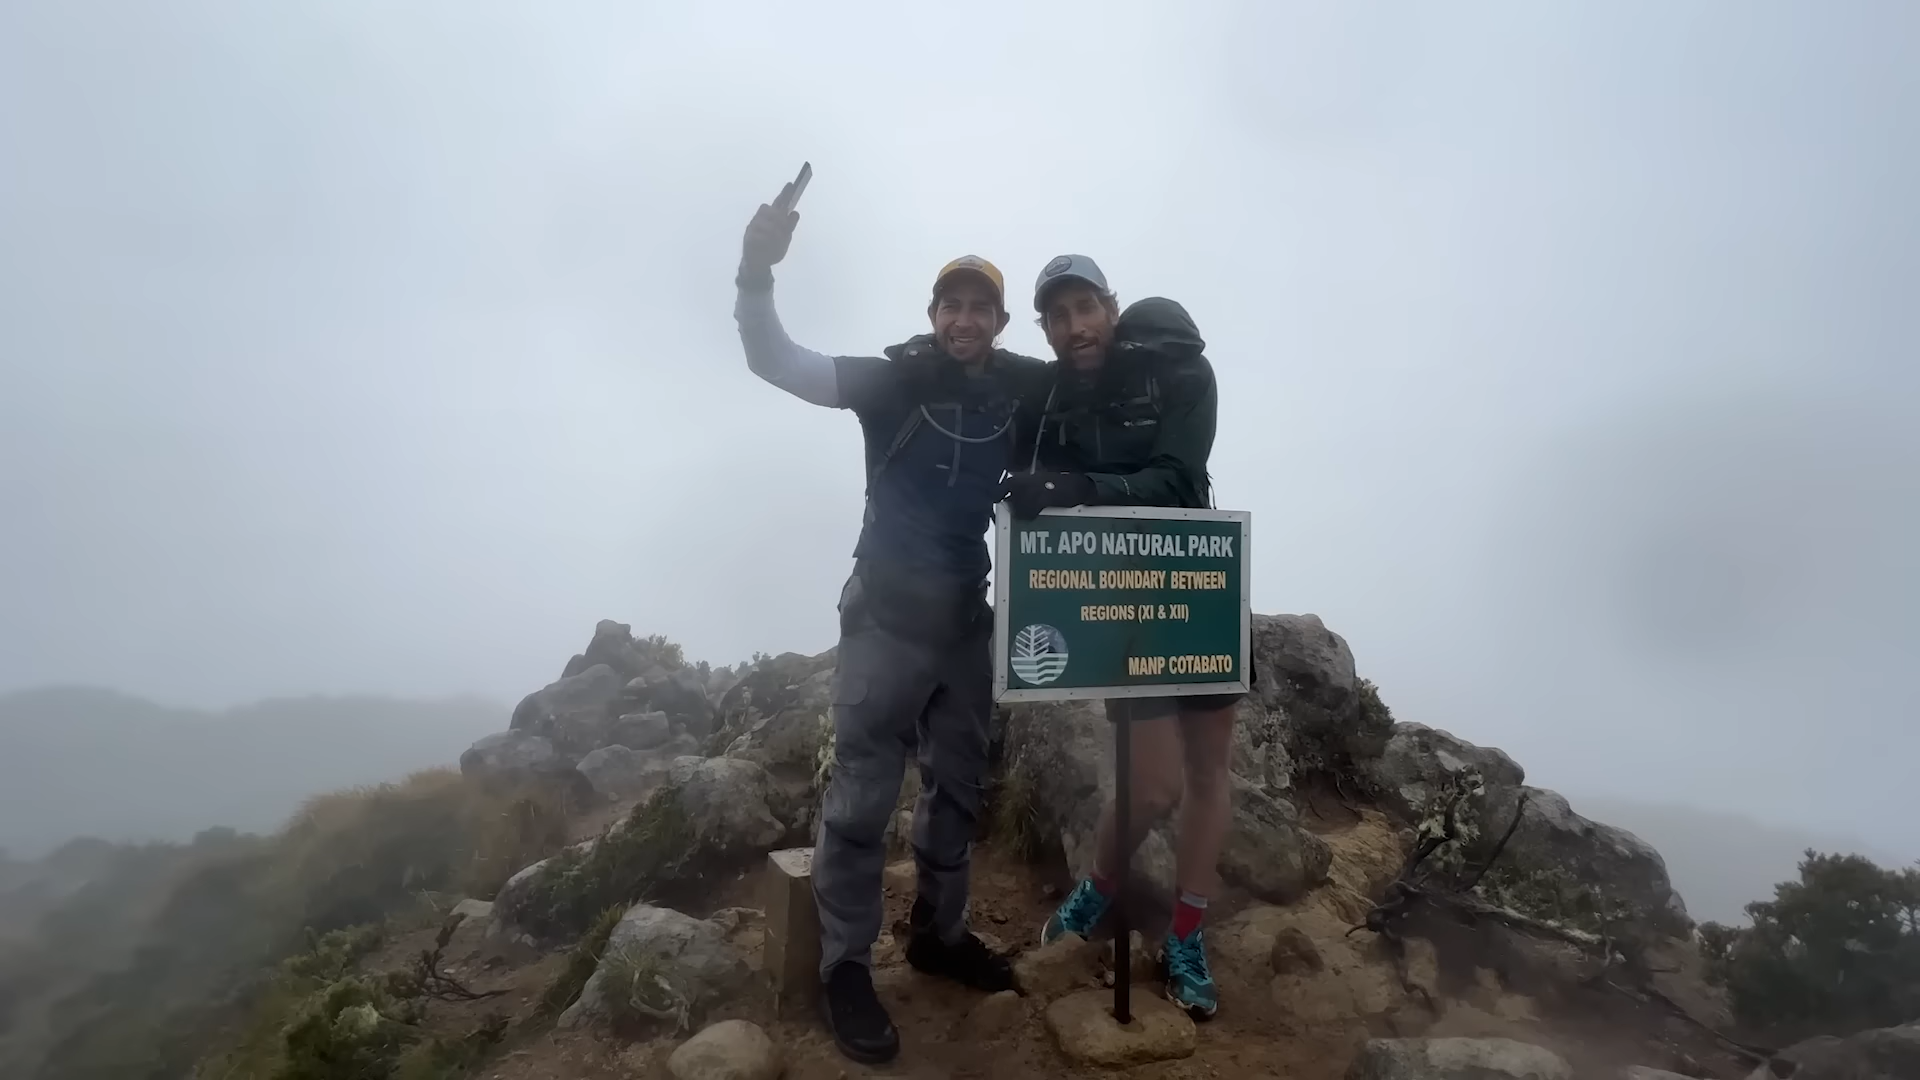 MT. APO NATURAL PARK
REGIONAL BOUNDARY BETWEEN
REGIONS (XI & XII)
MANP COTABATO